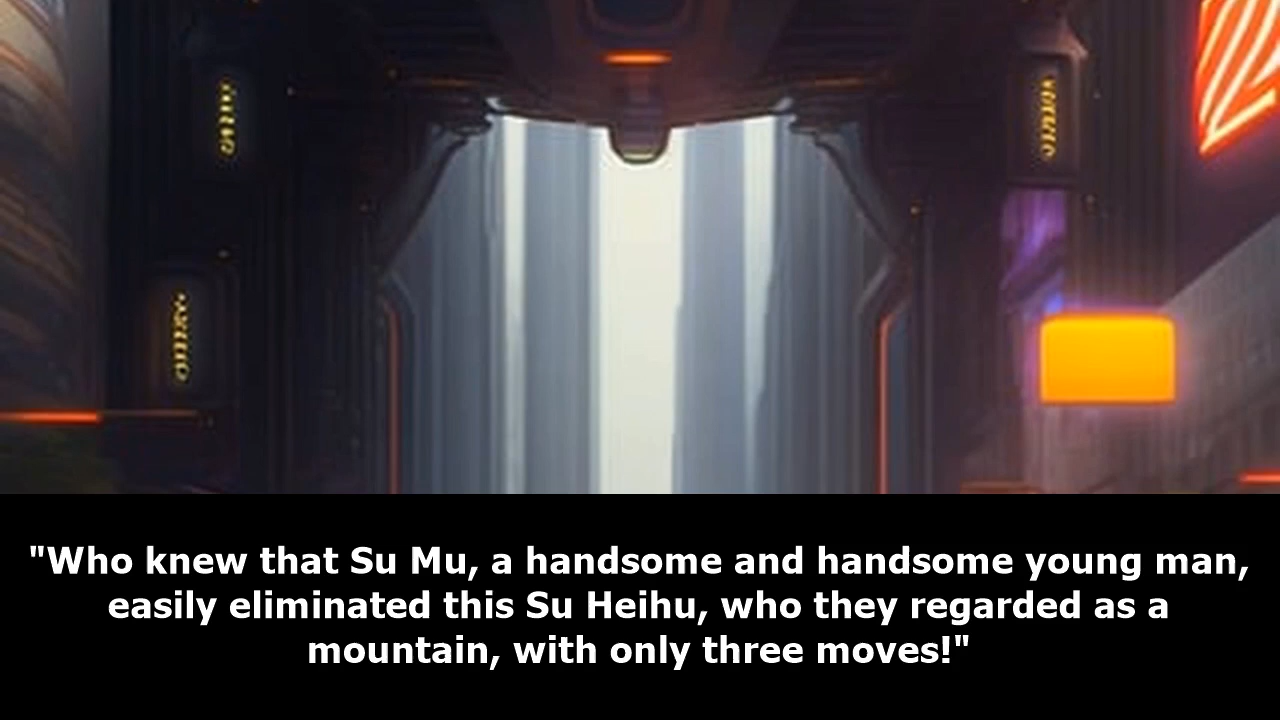 "Who knew that Su Mu, a handsome and handsome young man,
easily eliminated this Su Heihu, who they regarded as a
mountain, with only three moves!"